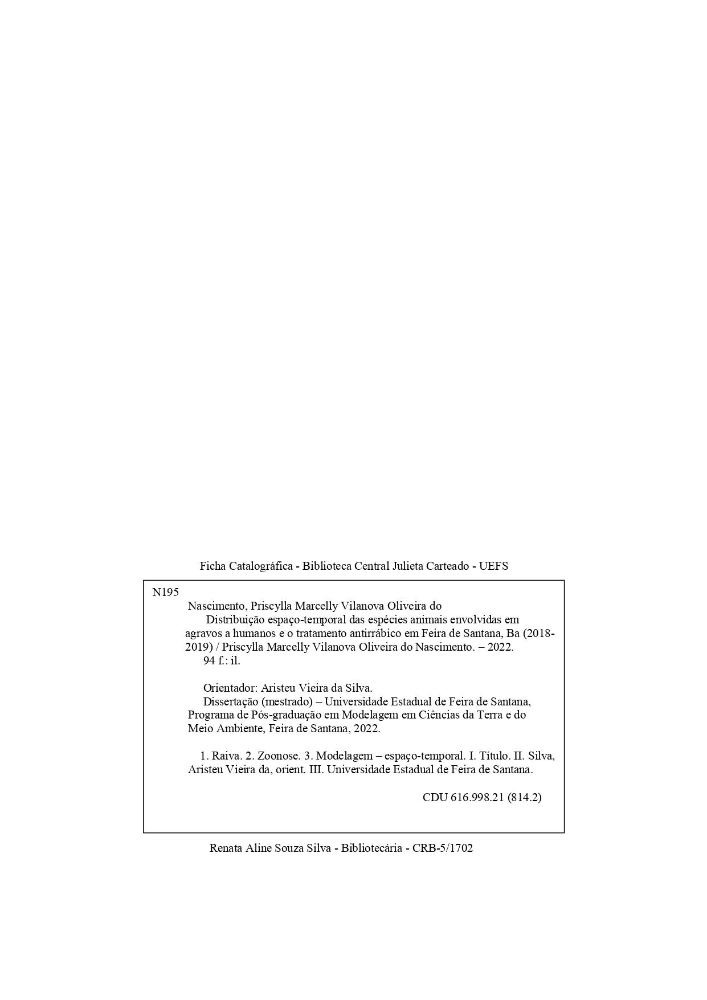 Ficha Catalográfica - Biblioteca Central Julieta Carteado - UEFS
N195
Nascimento, Priscylla Marcelly Vilanova Oliveira do
Distribuição espaço-temporal das espécies animais envolvidas em
agravos a humanos e o tratamento antirrábico em Feira de Santana, Ba (2018-
2019) / Priscylla Marcelly Vilanova Oliveira do Nascimento. – 2022.
94 f.: il.
Orientador: Aristeu Vieira da Silva.
Dissertação (mestrado) – Universidade Estadual de Feira de Santana,
Programa de Pós-graduação em Modelagem em Ciências da Terra e do
Meio Ambiente, Feira de Santana, 2022.
1. Raiva. 2. Zoonose. 3. Modelagem – espaço-temporal. I. Título. II. Silva,
Aristeu Vieira da, orient. III. Universidade Estadual de Feira de Santana.
CDU 616.998.21 (814.2)
Renata Aline Souza Silva - Bibliotecária - CRB-5/1702